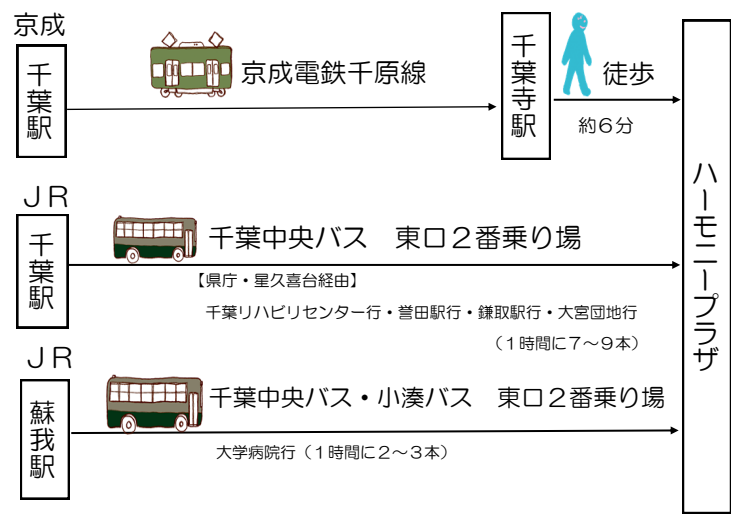 京成
千葉駅
京成電鉄千原線
千葉寺駅
徒歩
約6分
ハーモニープラザ
JR
千葉駅
千葉中央バス 東口2番乗り場
【県庁・星久喜台経由】
千葉リハビリセンター行・誉田駅行・鎌取駅行・大宮団地行
(1時間に7~9本)
JR
蘇我駅
千葉中央バス・小湊バス 東口2番乗り場
大学病院行(1時間に2~3本)